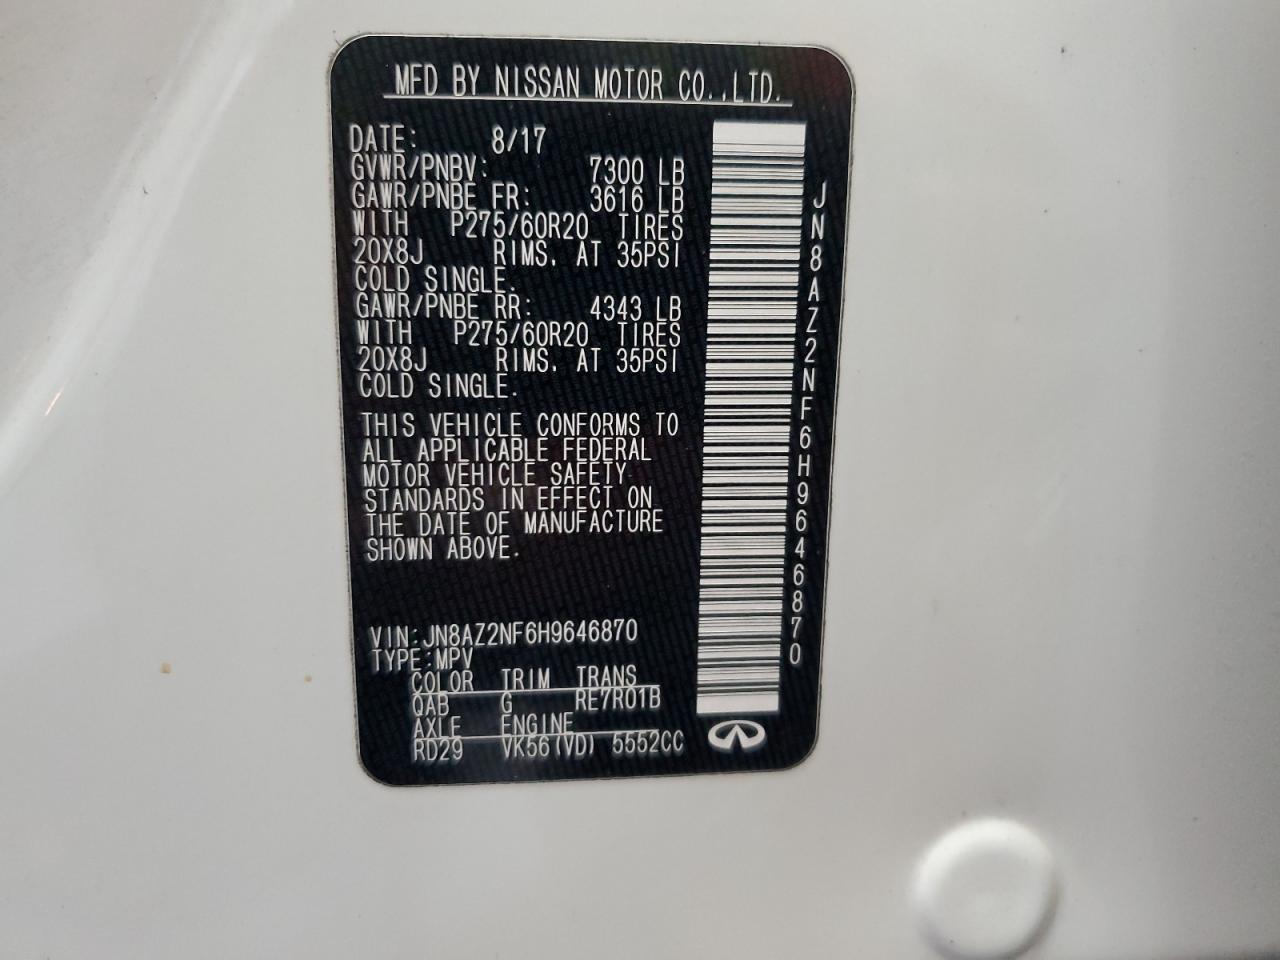 MFD BY NISSAN MOTOR CO.,LTD.
DATE: 8/17
GVWR/PNBV: 7300 LB
GAWR/PNBE FR: 3616 LB
WITH P275/60R20 TIRES
20X8J RIMS, AT 35PSI
COLD SINGLE.
GAWR/PNBE RR: 4343 LB
WITH P275/60R20 TIRES
20X8J RIMS, AT 35PSI
COLD SINGLE.
THIS VEHICLE CONFORMS TO
ALL APPLICABLE FEDERAL
MOTOR VEHICLE SAFETY
STANDARDS IN EFFECT ON
THE DATE OF MANUFACTURE
SHOWN ABOVE.
VIN:JN8AZ2NF6H9646870
TYPE:MPV
COLOR TRIM TRANS
QAB G RE7R01B
AXLE ENGINE
RD29 VK56(VD) 5552CC
JN8AZ2NF6H9646870